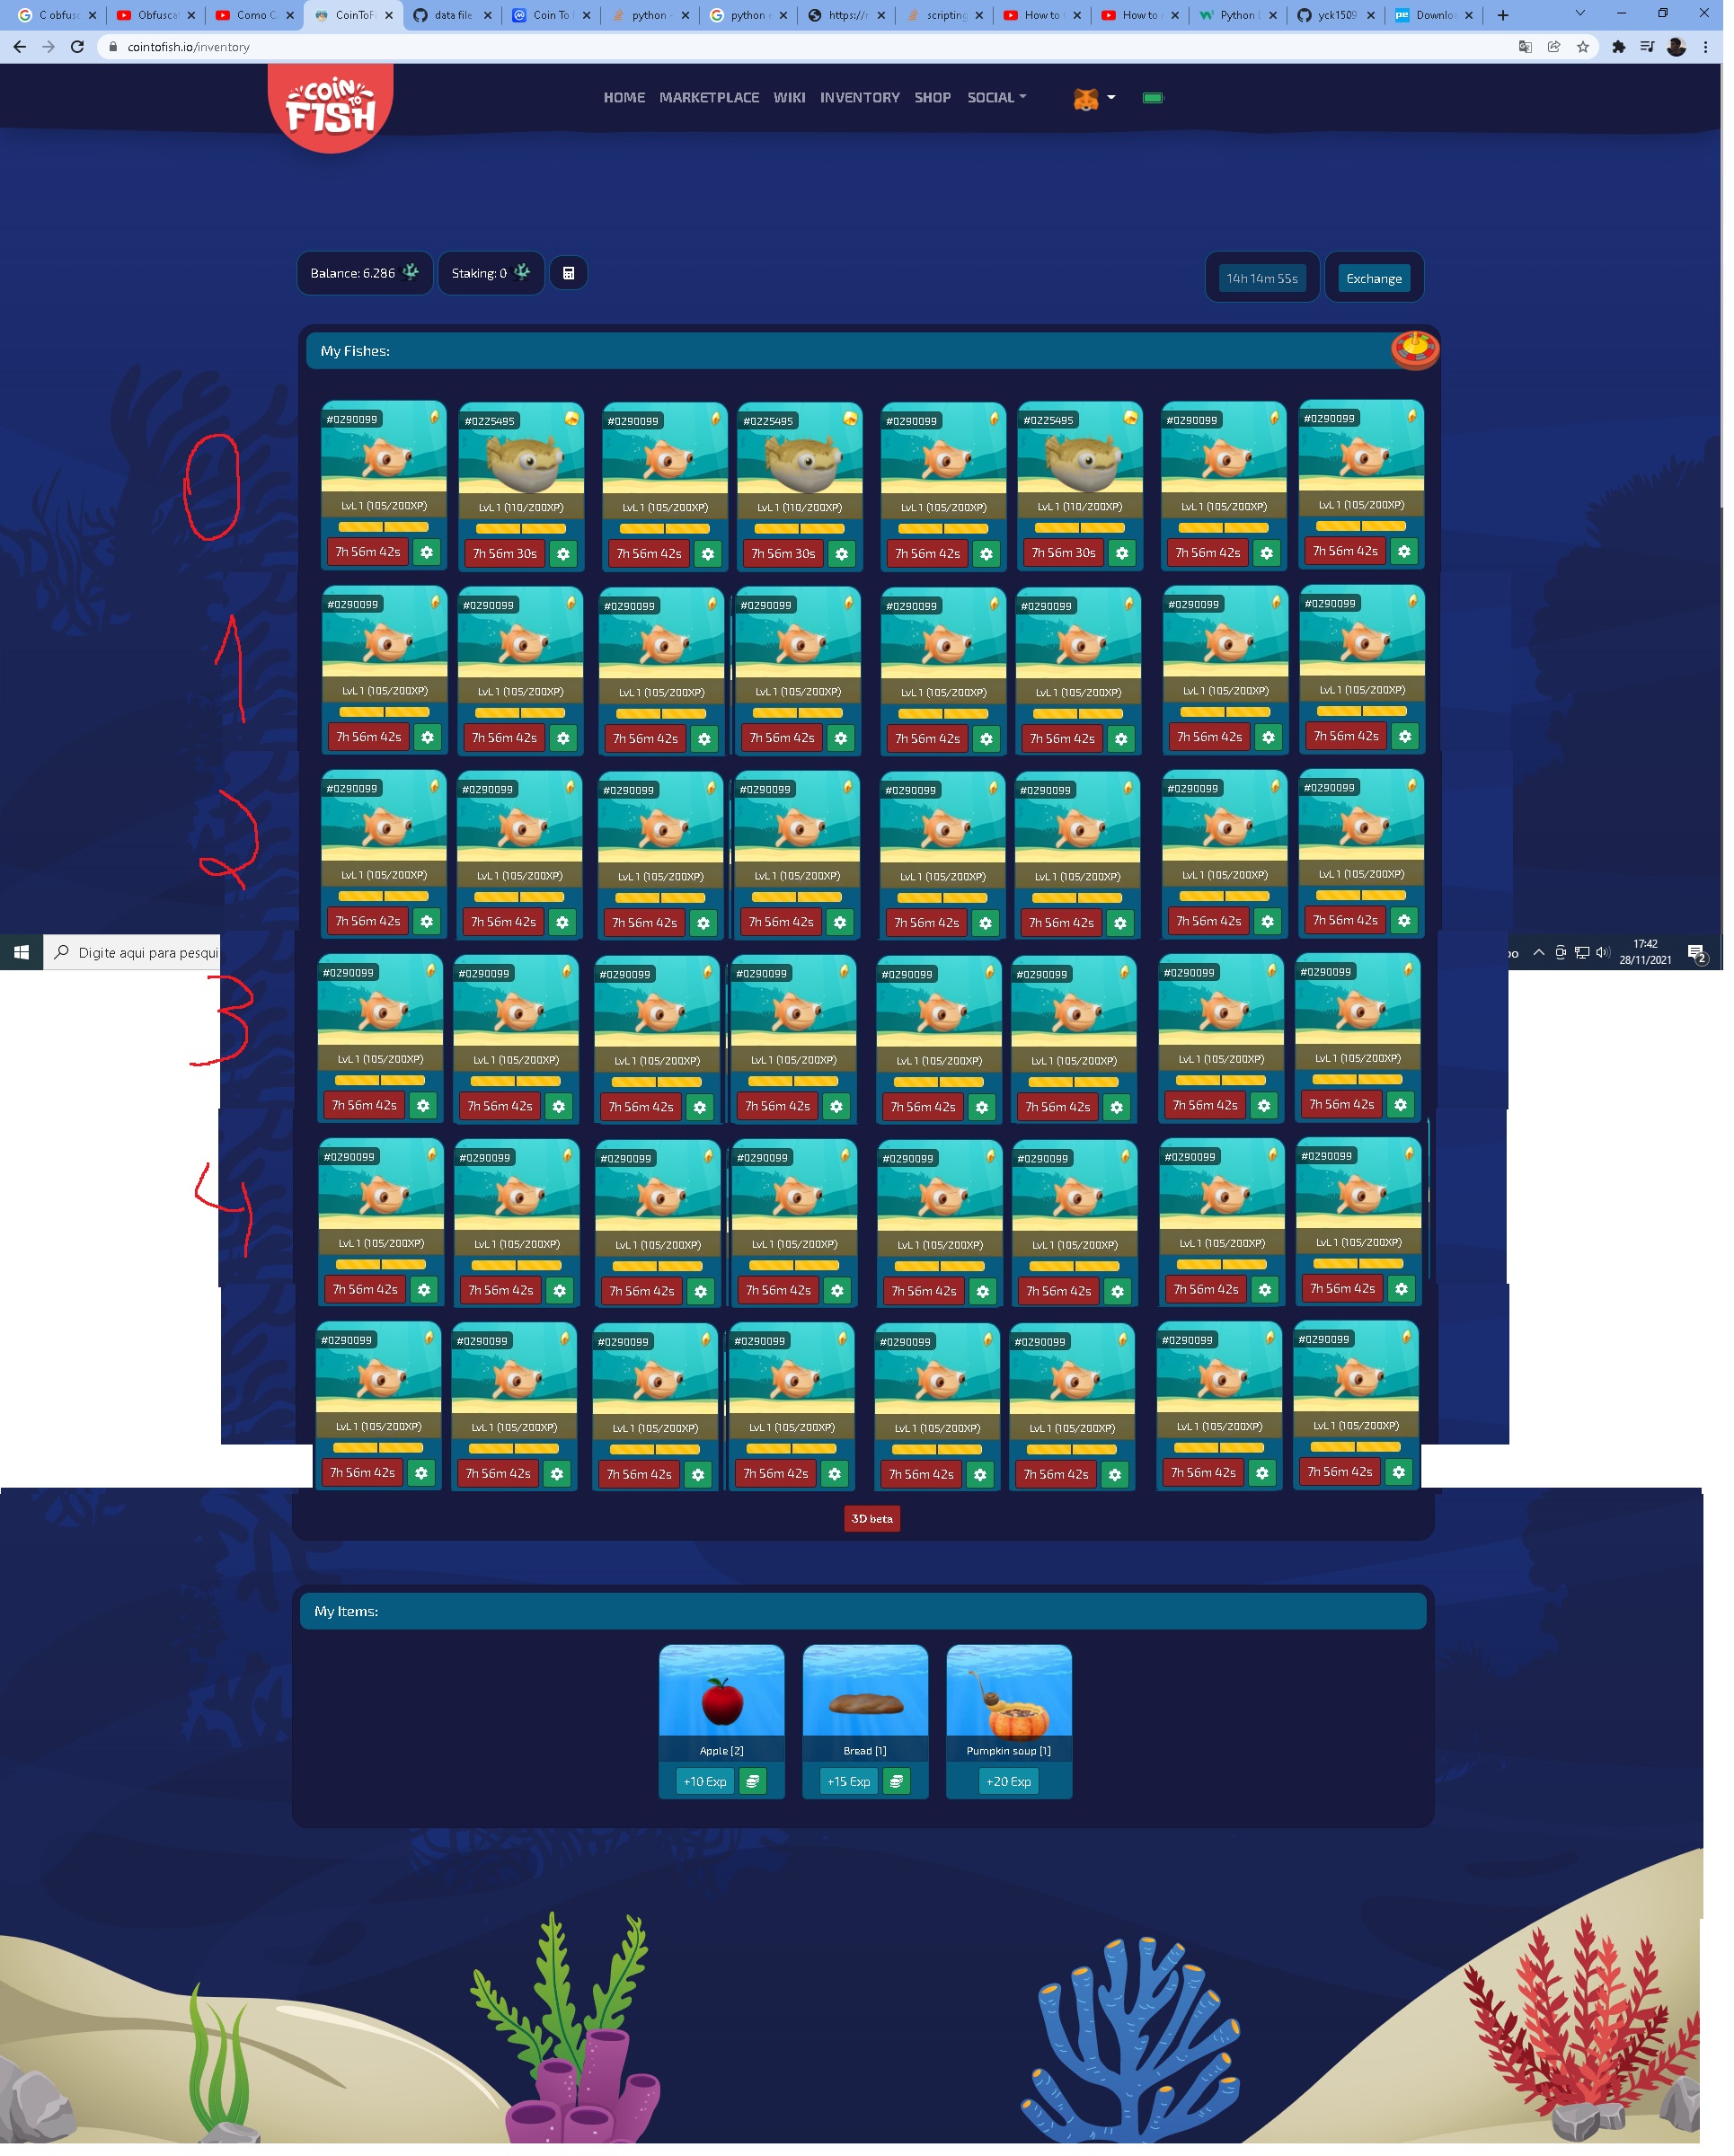 C obfusc
Obfusca
Como C
CoinToFi
data file
Coin To
python -
python
https://r
scripting
How to
How to
Python
yck1509
Downlo
cointofish.io/inventory
COIN TO FISH
HOME MARKETPLACE WIKI INVENTORY SHOP SOCIAL
Balance: 6.286
Staking: 0
14h 14m 55s
Exchange
My Fishes:
0
#0290099 #0225495 #0290099 #0225495 #0290099 #0225495 #0290099 #0290099
LvL 1 (105/200XP) LvL 1 (110/200XP) LvL 1 (105/200XP) LvL 1 (110/200XP) LvL 1 (105/200XP) LvL 1 (110/200XP) LvL 1 (105/200XP) LvL 1 (105/200XP)
7h 56m 42s 7h 56m 30s 7h 56m 42s 7h 56m 30s 7h 56m 42s 7h 56m 30s 7h 56m 42s 7h 56m 42s
1
#0290099 #0290099 #0290099 #0290099 #0290099 #0290099 #0290099 #0290099
LvL 1 (105/200XP) LvL 1 (105/200XP) LvL 1 (105/200XP) LvL 1 (105/200XP) LvL 1 (105/200XP) LvL 1 (105/200XP) LvL 1 (105/200XP) LvL 1 (105/200XP)
7h 56m 42s 7h 56m 42s 7h 56m 42s 7h 56m 42s 7h 56m 42s 7h 56m 42s 7h 56m 42s 7h 56m 42s
2
#0290099 #0290099 #0290099 #0290099 #0290099 #0290099 #0290099 #0290099
LvL 1 (105/200XP) LvL 1 (105/200XP) LvL 1 (105/200XP) LvL 1 (105/200XP) LvL 1 (105/200XP) LvL 1 (105/200XP) LvL 1 (105/200XP) LvL 1 (105/200XP)
7h 56m 42s 7h 56m 42s 7h 56m 42s 7h 56m 42s 7h 56m 42s 7h 56m 42s 7h 56m 42s 7h 56m 42s
Digite aqui para pesqui
17:42
28/11/2021
2
3
#0290099 #0290099 #0290099 #0290099 #0290099 #0290099 #0290099 #0290099
LvL 1 (105/200XP) LvL 1 (105/200XP) LvL 1 (105/200XP) LvL 1 (105/200XP) LvL 1 (105/200XP) LvL 1 (105/200XP) LvL 1 (105/200XP) LvL 1 (105/200XP)
7h 56m 42s 7h 56m 42s 7h 56m 42s 7h 56m 42s 7h 56m 42s 7h 56m 42s 7h 56m 42s 7h 56m 42s
4
#0290099 #0290099 #0290099 #0290099 #0290099 #0290099 #0290099 #0290099
LvL 1 (105/200XP) LvL 1 (105/200XP) LvL 1 (105/200XP) LvL 1 (105/200XP) LvL 1 (105/200XP) LvL 1 (105/200XP) LvL 1 (105/200XP) LvL 1 (105/200XP)
7h 56m 42s 7h 56m 42s 7h 56m 42s 7h 56m 42s 7h 56m 42s 7h 56m 42s 7h 56m 42s 7h 56m 42s
#0290099 #0290099 #0290099 #0290099 #0290099 #0290099 #0290099 #0290099
LvL 1 (105/200XP) LvL 1 (105/200XP) LvL 1 (105/200XP) LvL 1 (105/200XP) LvL 1 (105/200XP) LvL 1 (105/200XP) LvL 1 (105/200XP) LvL 1 (105/200XP)
7h 56m 42s 7h 56m 42s 7h 56m 42s 7h 56m 42s 7h 56m 42s 7h 56m 42s 7h 56m 42s 7h 56m 42s
3D beta
My Items:
Apple [2] Bread [1] Pumpkin soup [1]
+10 Exp +15 Exp +20 Exp